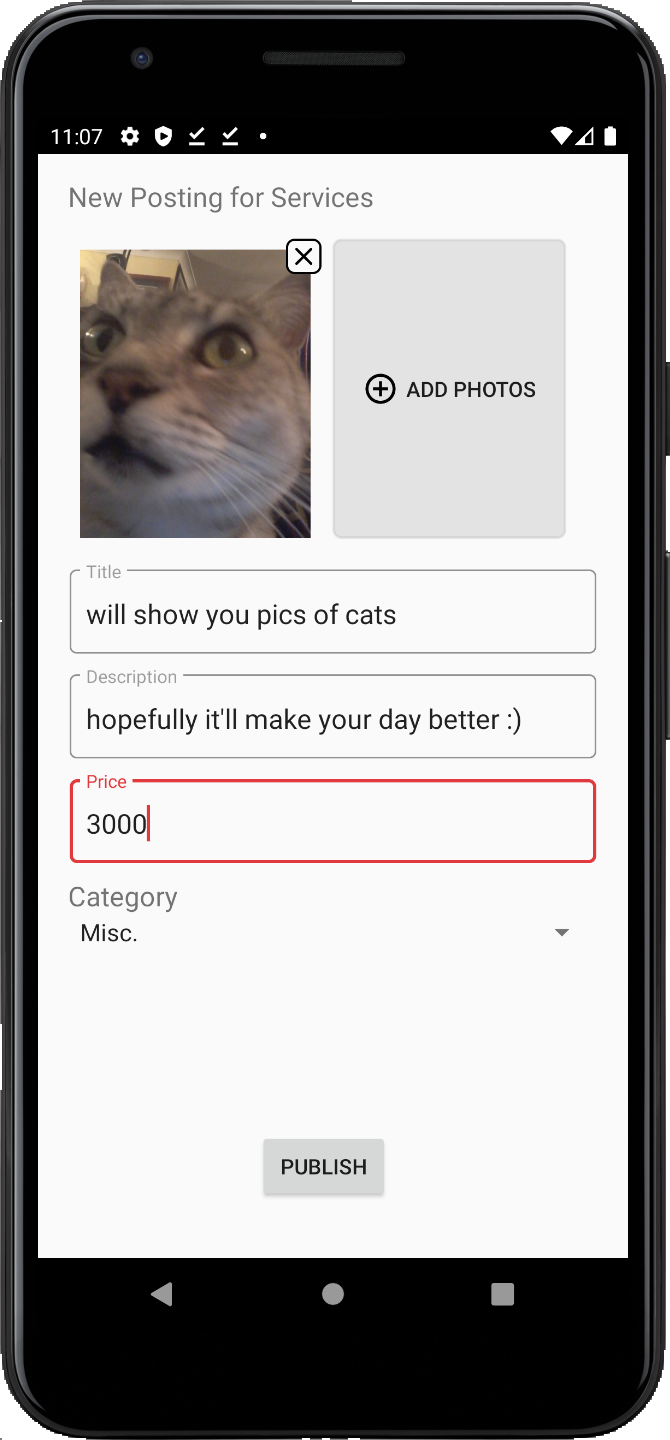 11:07
New Posting for Services
ADD PHOTOS
Title
will show you pics of cats
Description
hopefully it'll make your day better :)
Price
3000
Category
Misc.
PUBLISH